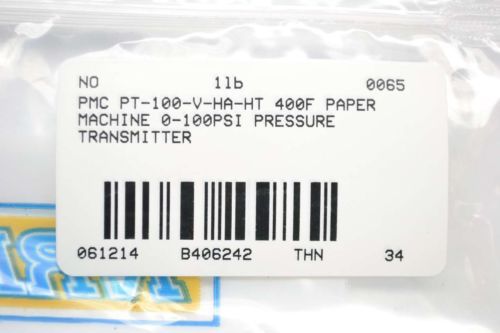 NO 1lb 0065
PMC PT-100-V-HA-HT 400F PAPER
MACHINE 0-100PSI PRESSURE
TRANSMITTER
061214 B406242 THN 34